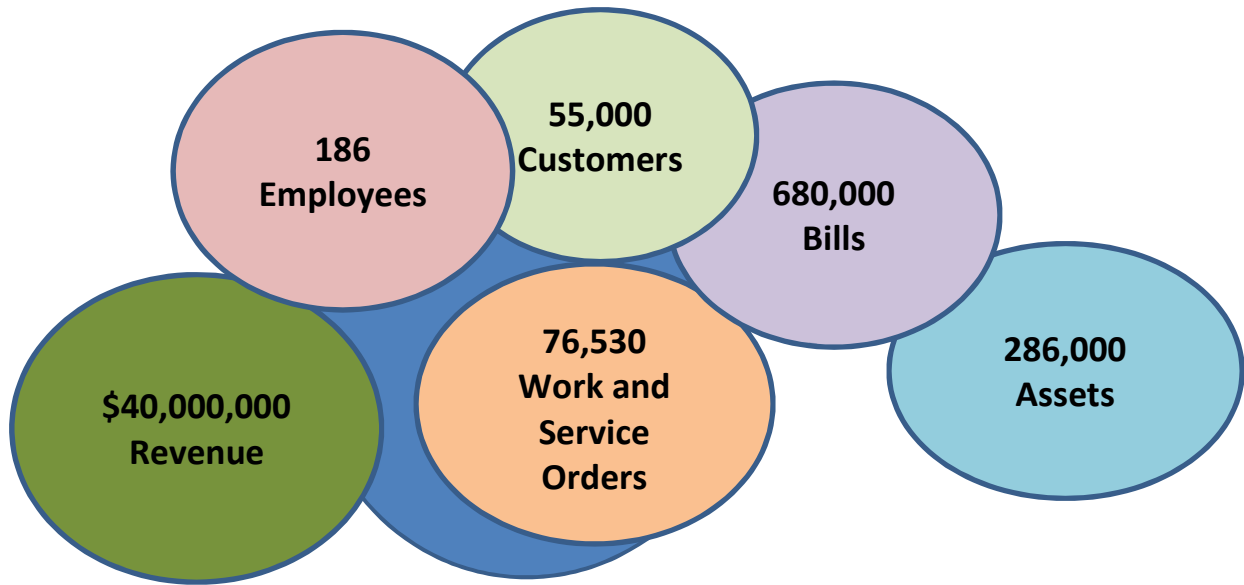 55,000
Customers
186
Employees
680,000
Bills
286,000
Assets
76,530
Work and
Service
Orders
$40,000,000
Revenue